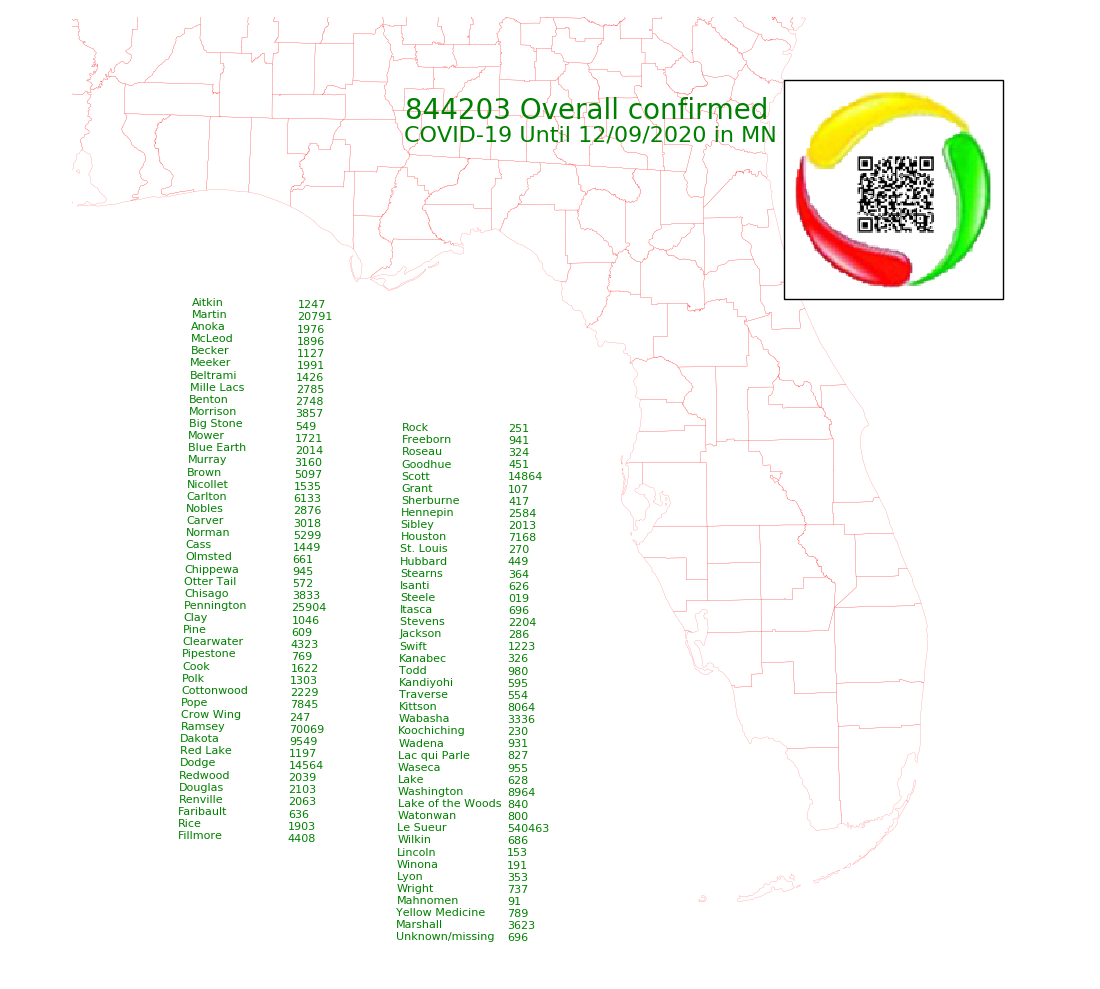 844203 Overall confirmed
COVID-19 Until 12/09/2020 in MN
Aitkin 1247
Martin 20791
Anoka 1976
McLeod 1896
Becker 1127
Meeker 1991
Beltrami 1426
Mille Lacs 2785
Benton 2748
Morrison 3857
Big Stone 549
Mower 1721
Blue Earth 2014
Murray 3160
Brown 5097
Nicollet 1535
Carlton 6133
Nobles 2876
Carver 3018
Norman 5299
Cass 1449
Olmsted 661
Chippewa 945
Otter Tail 572
Chisago 3833
Pennington 25904
Clay 1046
Pine 609
Clearwater 4323
Pipestone 769
Cook 1622
Polk 1303
Cottonwood 2229
Pope 7845
Crow Wing 247
Ramsey 70069
Dakota 9549
Red Lake 1197
Dodge 14564
Redwood 2039
Douglas 2103
Renville 2063
Faribault 636
Rice 1903
Fillmore 4408
Rock 251
Freeborn 941
Roseau 324
Goodhue 451
Scott 14864
Grant 107
Sherburne 417
Hennepin 2584
Sibley 2013
Houston 7168
St. Louis 270
Hubbard 449
Stearns 364
Isanti 626
Steele 019
Itasca 696
Stevens 2204
Jackson 286
Swift 1223
Kanabec 326
Todd 980
Kandiyohi 595
Traverse 554
Kittson 8064
Wabasha 3336
Koochiching 230
Wadena 931
Lac qui Parle 827
Waseca 955
Lake 628
Washington 8964
Lake of the Woods 840
Watonwan 800
Le Sueur 540463
Wilkin 686
Lincoln 153
Winona 191
Lyon 353
Wright 737
Mahnomen 91
Yellow Medicine 789
Marshall 3623
Unknown/missing 696